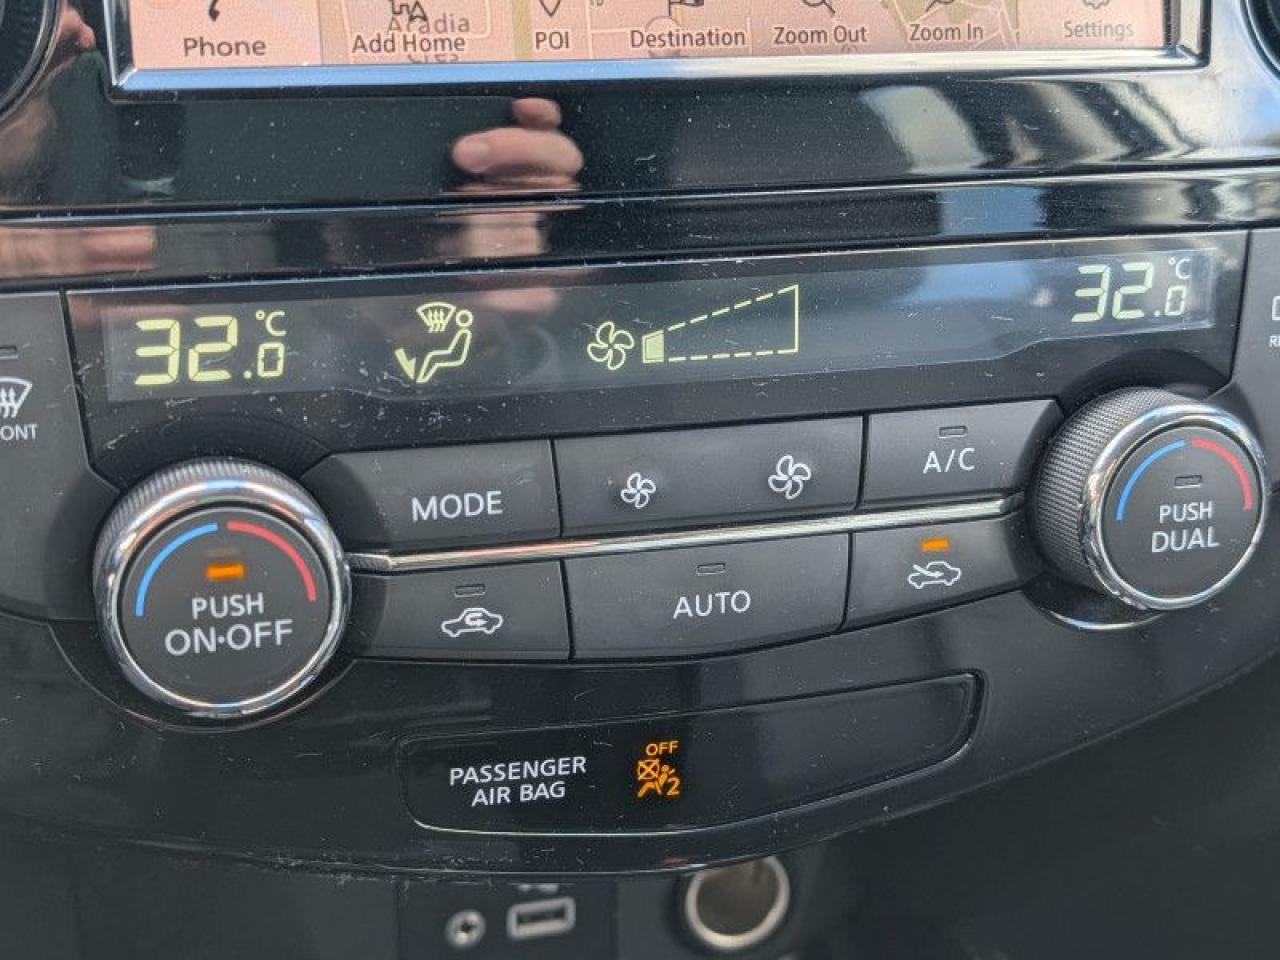 Acadia
Phone
Add Home
POI
Destination
Zoom Out
Zoom In
Settings
32.0 °C
32.0 °C
MODE
A/C
PUSH
ON•OFF
AUTO
PUSH
DUAL
PASSENGER
AIR BAG
OFF
2